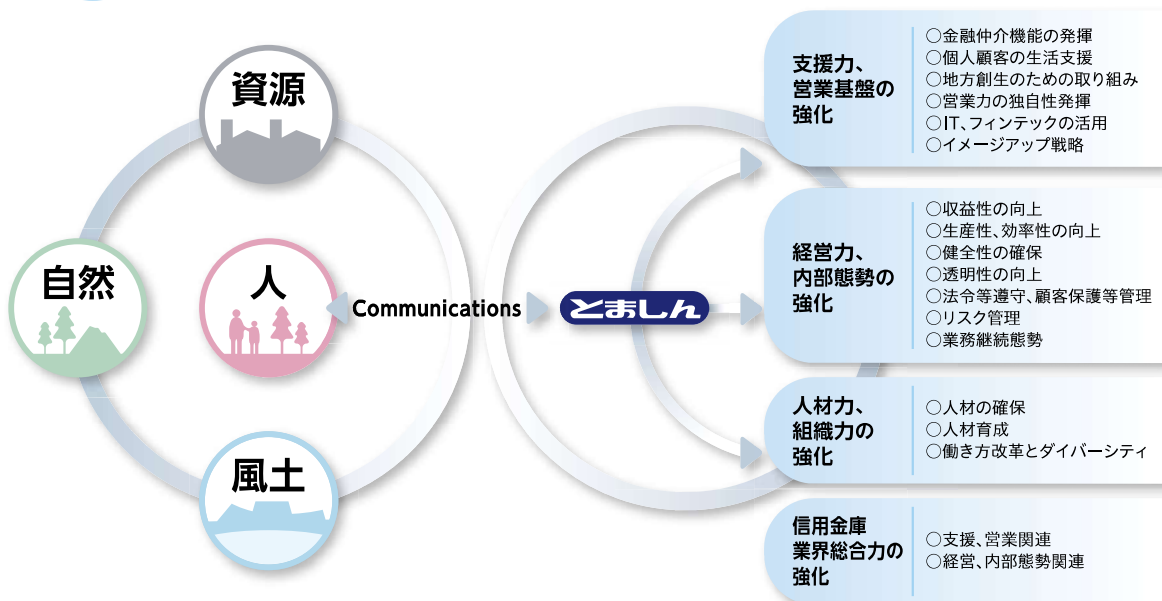 資源
自然
人
Communications
とましん
風土
支援力、
営業基盤の
強化
○金融仲介機能の発揮
○個人顧客の生活支援
○地方創生のための取り組み
○営業力の独自性発揮
○IT、フィンテックの活用
○イメージアップ戦略
経営力、
内部態勢の
強化
○収益性の向上
○生産性、効率性の向上
○健全性の確保
○透明性の向上
○法令等遵守、顧客保護等管理
○リスク管理
○業務継続態勢
人材力、
組織力の
強化
○人材の確保
○人材育成
○働き方改革とダイバーシティ
信用金庫
業界総合力の
強化
○支援、営業関連
○経営、内部態勢関連